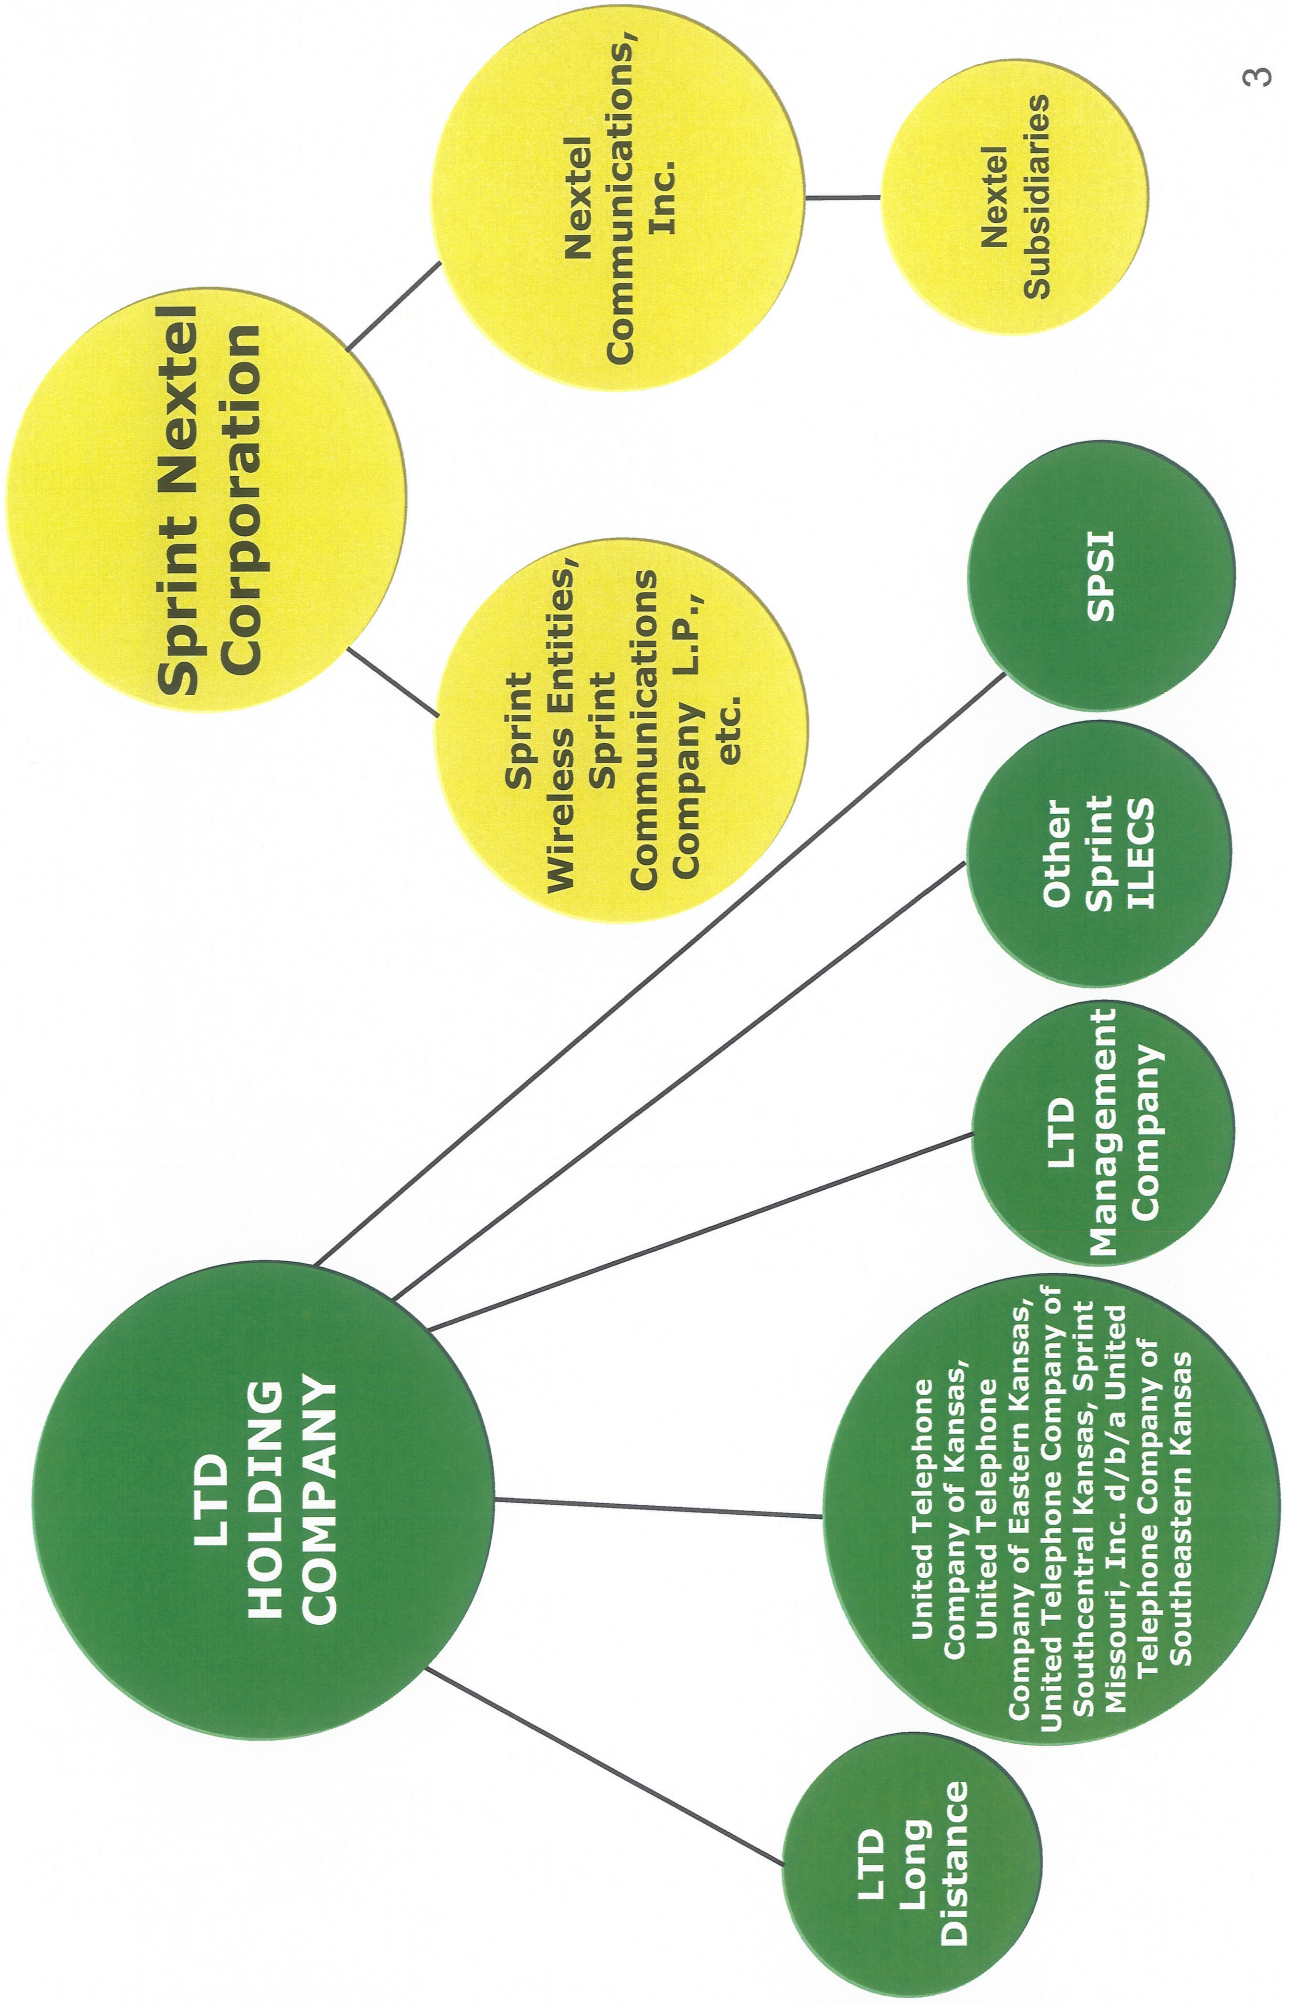 LTD
HOLDING
COMPANY
Sprint Nextel
Corporation
Sprint
Wireless Entities,
Sprint
Communications
Company L.P.,
etc.
Nextel
Communications,
Inc.
LTD
Long
Distance
United Telephone
Company of Kansas,
United Telephone
Company of Eastern Kansas,
United Telephone Company of
Southcentral Kansas, Sprint
Missouri, Inc. d/b/a United
Telephone Company of
Southeastern Kansas
LTD
Management
Company
Other
Sprint
ILECS
SPSI
Nextel
Subsidiaries
3